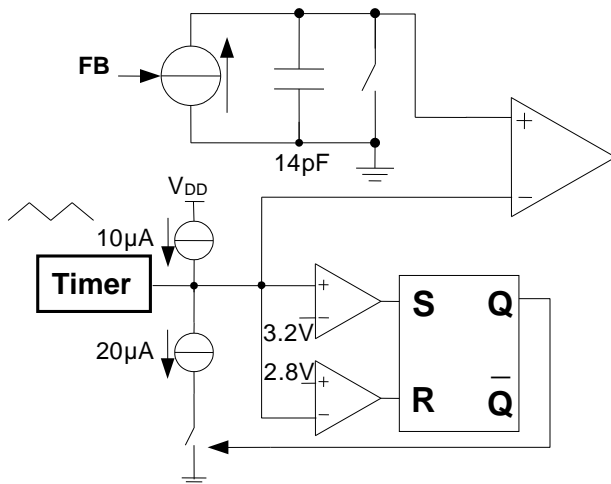 FB
14pF
+
−
VDD
10µA
Timer
20µA
+
−
3.2V
2.8V
+
−
S Q
R Q̅